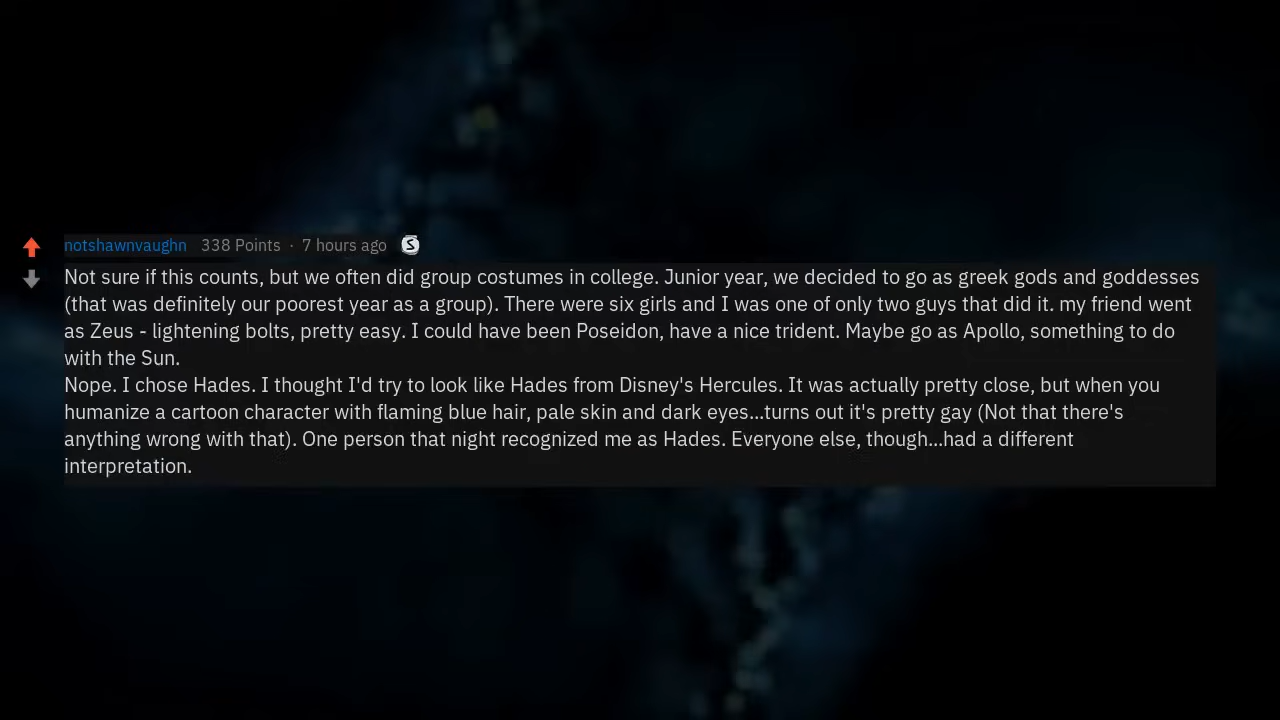 notshawnvaughn 338 Points · 7 hours ago S
Not sure if this counts, but we often did group costumes in college. Junior year, we decided to go as greek gods and goddesses
(that was definitely our poorest year as a group). There were six girls and I was one of only two guys that did it. my friend went
as Zeus - lightening bolts, pretty easy. I could have been Poseidon, have a nice trident. Maybe go as Apollo, something to do
with the Sun.
Nope. I chose Hades. I thought I'd try to look like Hades from Disney's Hercules. It was actually pretty close, but when you
humanize a cartoon character with flaming blue hair, pale skin and dark eyes...turns out it's pretty gay (Not that there's
anything wrong with that). One person that night recognized me as Hades. Everyone else, though...had a different
interpretation.